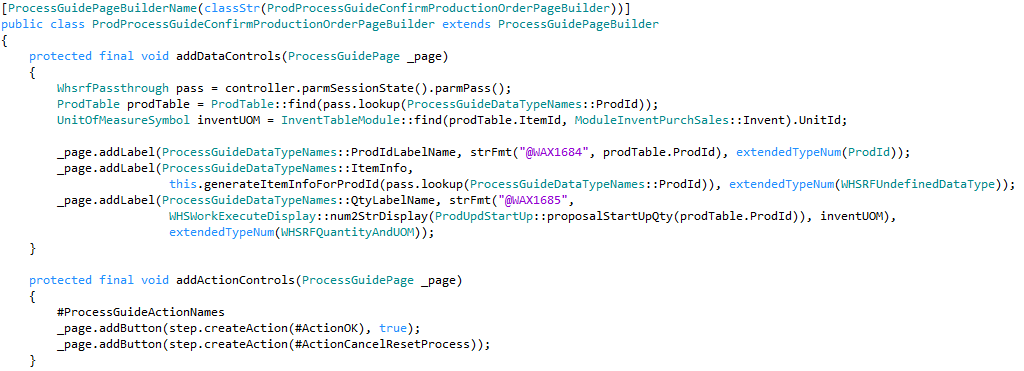 [ProcessGuidePageBuilderName(classStr(ProdProcessGuideConfirmProductionOrderPageBuilder))]
public class ProdProcessGuideConfirmProductionOrderPageBuilder extends ProcessGuidePageBuilder
{
    protected final void addDataControls(ProcessGuidePage _page)
    {
        WhsrfPassthrough pass = controller.parmSessionState().parmPass();
        ProdTable prodTable = ProdTable::find(pass.lookup(ProcessGuideDataTypeNames::ProdId));
        UnitOfMeasureSymbol inventUOM = InventTableModule::find(prodTable.ItemId, ModuleInventPurchSales::Invent).UnitId;

        _page.addLabel(ProcessGuideDataTypeNames::ProdIdLabelName, strFmt("@WAX1684", prodTable.ProdId), extendedTypeNum(ProdId));
        _page.addLabel(ProcessGuideDataTypeNames::ItemInfo,
                        this.generateItemInfoForProdId(pass.lookup(ProcessGuideDataTypeNames::ProdId)), extendedTypeNum(WHSRFUndefinedDataType));
        _page.addLabel(ProcessGuideDataTypeNames::QtyLabelName, strFmt("@WAX1685",
                        WHSWorkExecuteDisplay::num2StrDisplay(ProdUpdStartUp::proposalStartUpQty(prodTable.ProdId)), inventUOM),
                        extendedTypeNum(WHSRFQuantityAndUOM));
    }

    protected final void addActionControls(ProcessGuidePage _page)
    {
        #ProcessGuideActionNames
        _page.addButton(step.createAction(#ActionOK), true);
        _page.addButton(step.createAction(#ActionCancelResetProcess));
    }